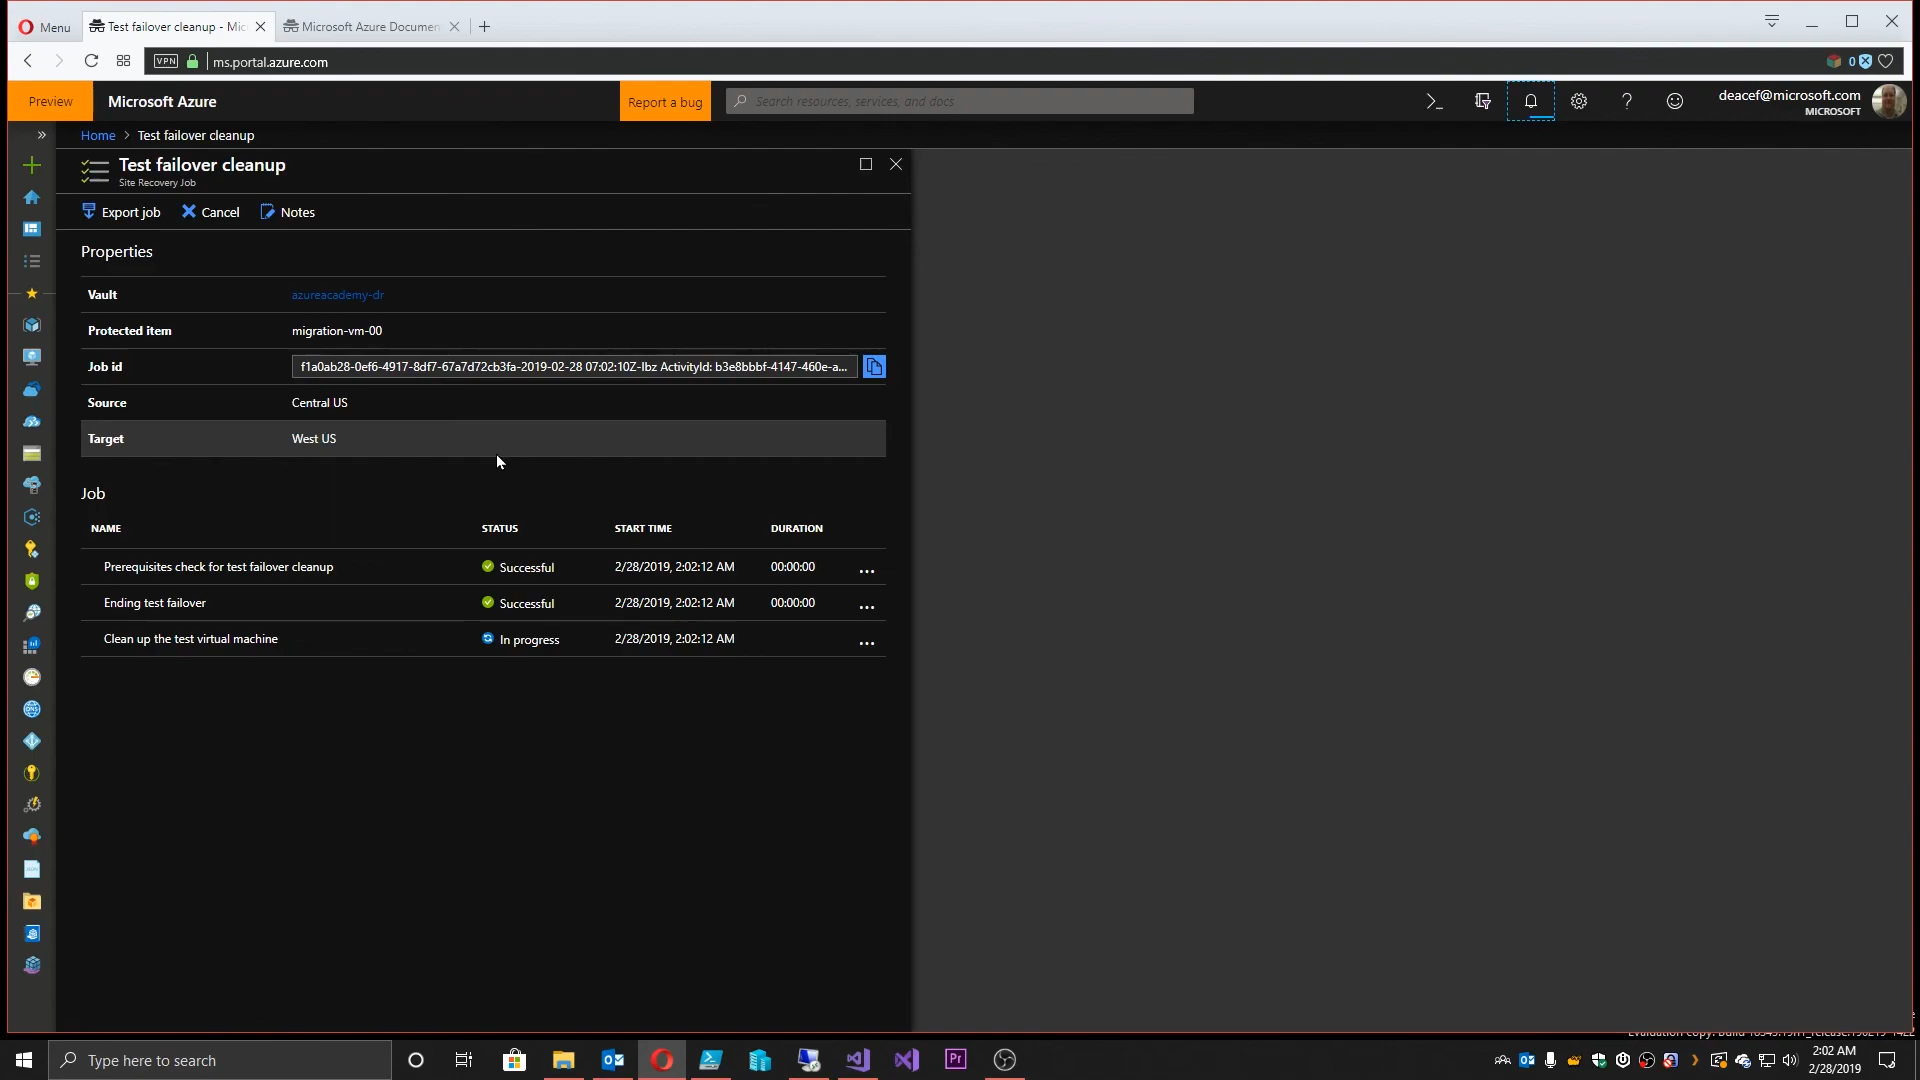 Menu
Test failover cleanup - Mic
Microsoft Azure Documen
VPN
ms.portal.azure.com
0
Preview
Microsoft Azure
Report a bug
Search resources, services, and docs
deacef@microsoft.com
MICROSOFT
Home > Test failover cleanup
Test failover cleanup
Site Recovery Job
Export job
Cancel
Notes
Properties
Vault
azureacademy-dr
Protected item
migration-vm-00
Job id
f1a0ab28-0ef6-4917-8df7-67a7d72cb3fa-2019-02-28 07:02:10Z-Ibz ActivityId: b3e8bbbf-4147-460e-a...
Source
Central US
Target
West US
Job
NAME
STATUS
START TIME
DURATION
Prerequisites check for test failover cleanup
Successful
2/28/2019, 2:02:12 AM
00:00:00
...
Ending test failover
Successful
2/28/2019, 2:02:12 AM
00:00:00
...
Clean up the test virtual machine
In progress
2/28/2019, 2:02:12 AM
...
Type here to search
Pr
2:02 AM
2/28/2019